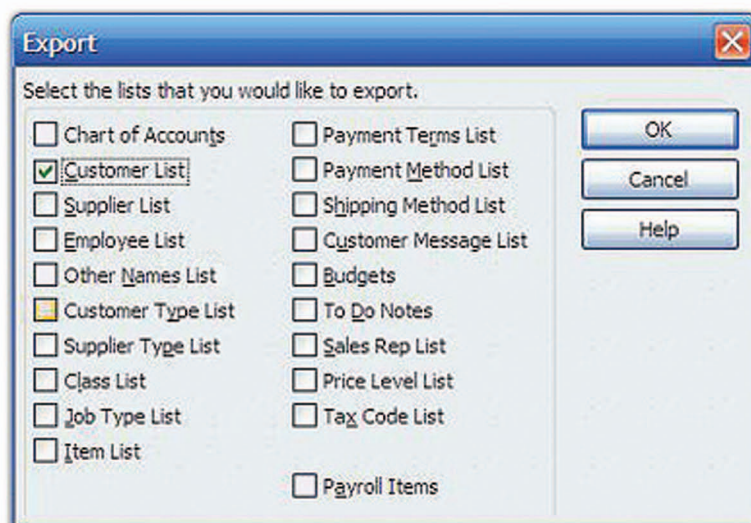 Export
Select the lists that you would like to export.
Chart of Accounts
Customer List
Supplier List
Employee List
Other Names List
Customer Type List
Supplier Type List
Class List
Job Type List
Item List
Payment Terms List
Payment Method List
Shipping Method List
Customer Message List
Budgets
To Do Notes
Sales Rep List
Price Level List
Tax Code List
Payroll Items
OK
Cancel
Help